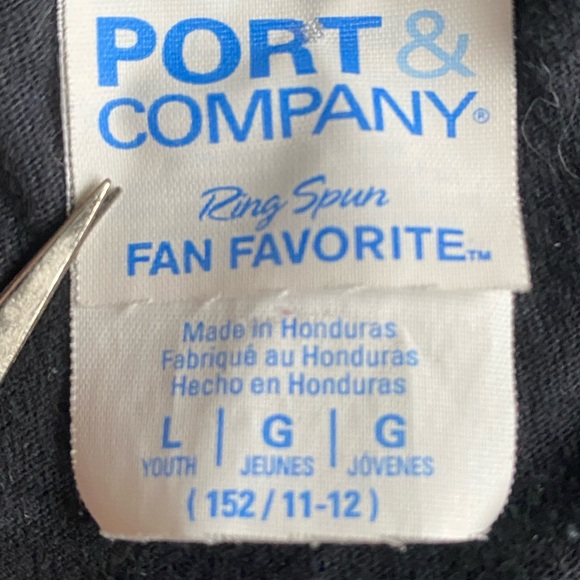 PORT &
COMPANY®
Ring Spun
FAN FAVORITE™
Made in Honduras
Fabriqué au Honduras
Hecho en Honduras
L | G | G
YOUTH JEUNES JÓVENES
(152/11-12)